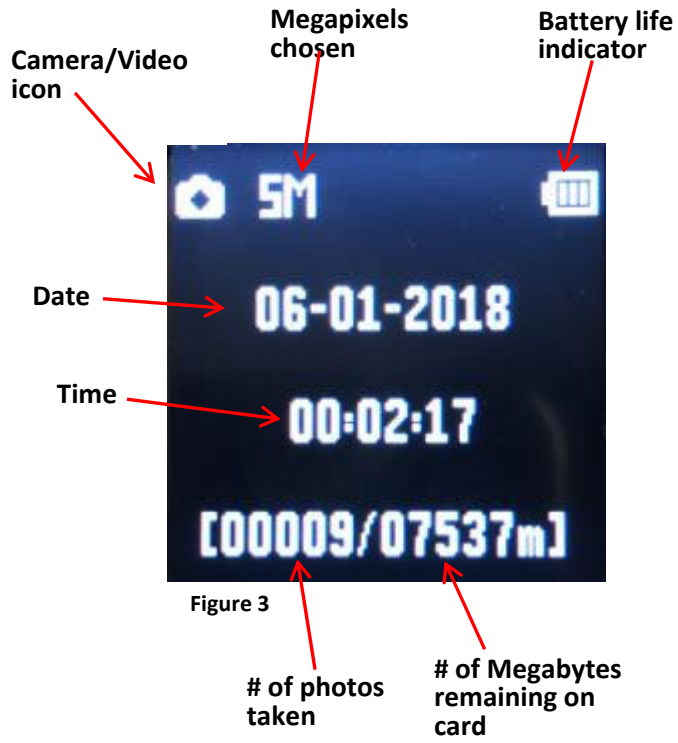 Megapixels
chosen
Battery life
indicator
Camera/Video
icon
5M
Date
06-01-2018
Time
00:02:17
[00009/07537m]
Figure 3
# of photos
taken
# of Megabytes
remaining on
card